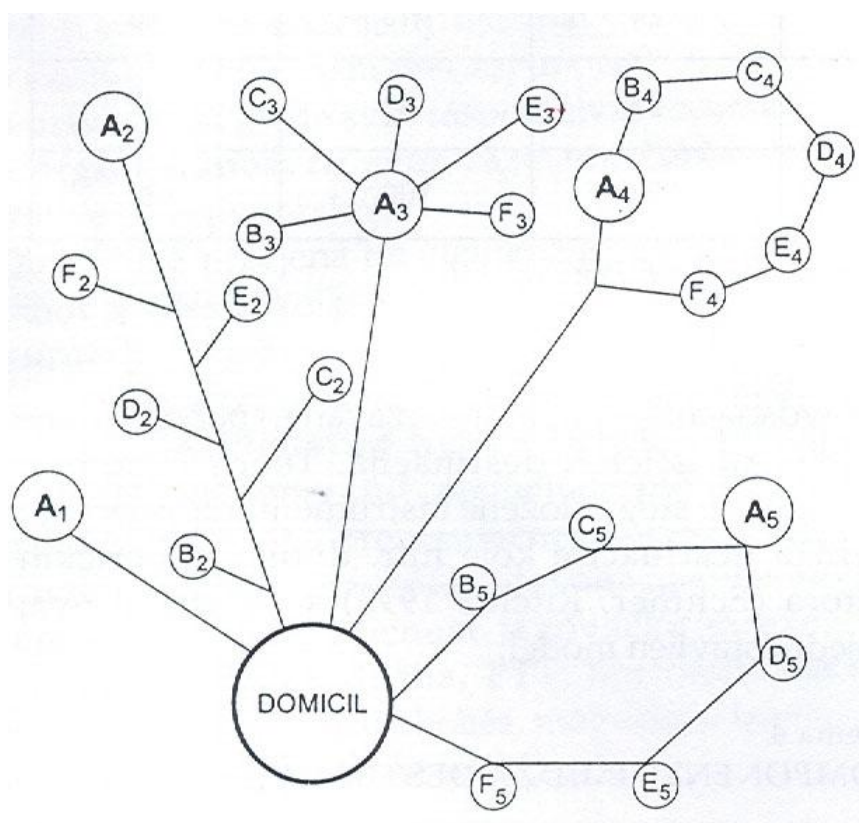 C₃
D₃
E₃
B₄
C₄
A₂
D₄
A₃
A₄
B₃
F₃
E₄
F₂
E₂
F₄
C₂
D₂
A₁
A₅
C₅
B₂
B₅
D₅
DOMICIL
F₅
E₅